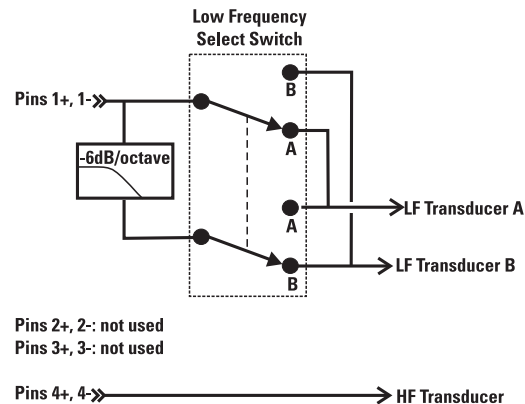 Low Frequency
Select Switch
B
Pins 1+, 1-
A
-6dB/octave
A
LF Transducer A
LF Transducer B
B
Pins 2+, 2-: not used
Pins 3+, 3-: not used
Pins 4+, 4-
HF Transducer